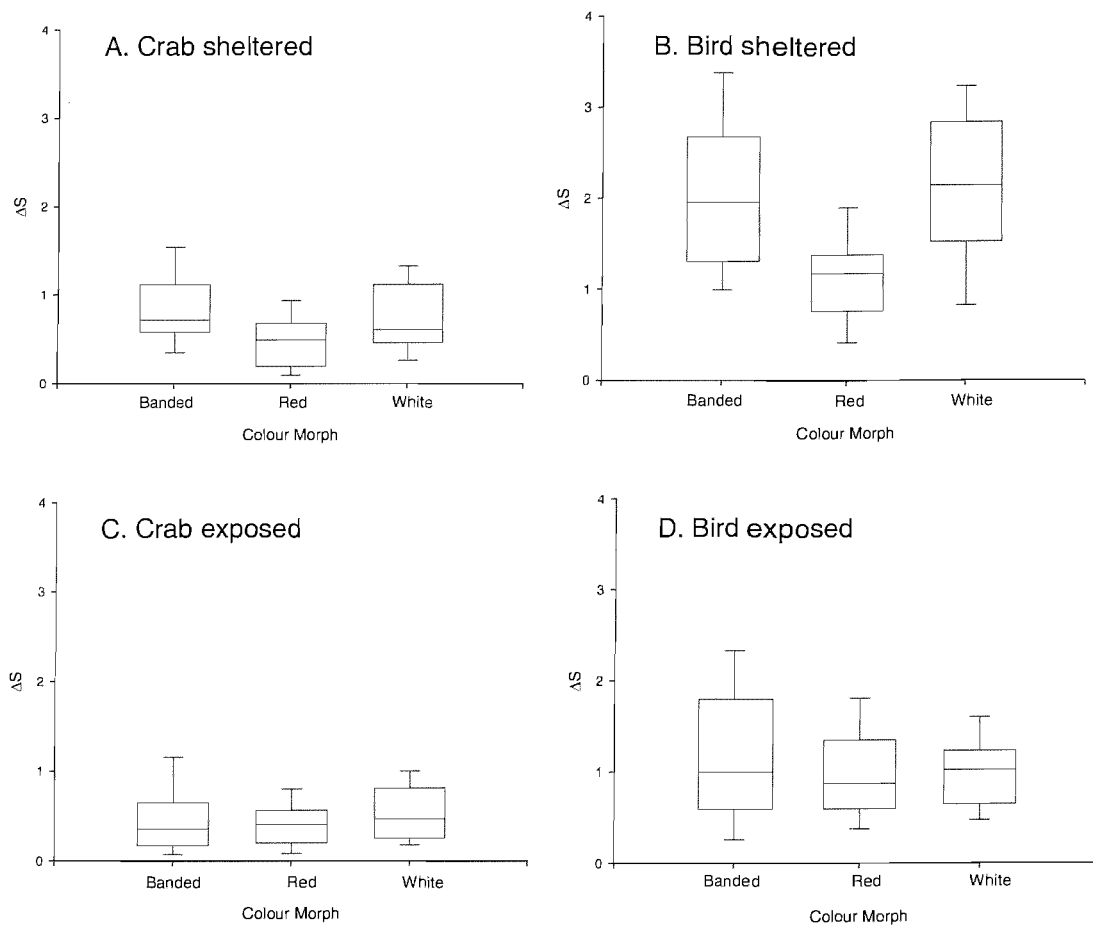 A. Crab sheltered
4
3
2
1
0
ΔS
Banded
Red
White
Colour Morph
B. Bird sheltered
4
3
2
1
0
ΔS
Banded
Red
White
Colour Morph
C. Crab exposed
4
3
2
1
0
ΔS
Banded
Red
White
Colour Morph
D. Bird exposed
4
3
2
1
0
ΔS
Banded
Red
White
Colour Morph